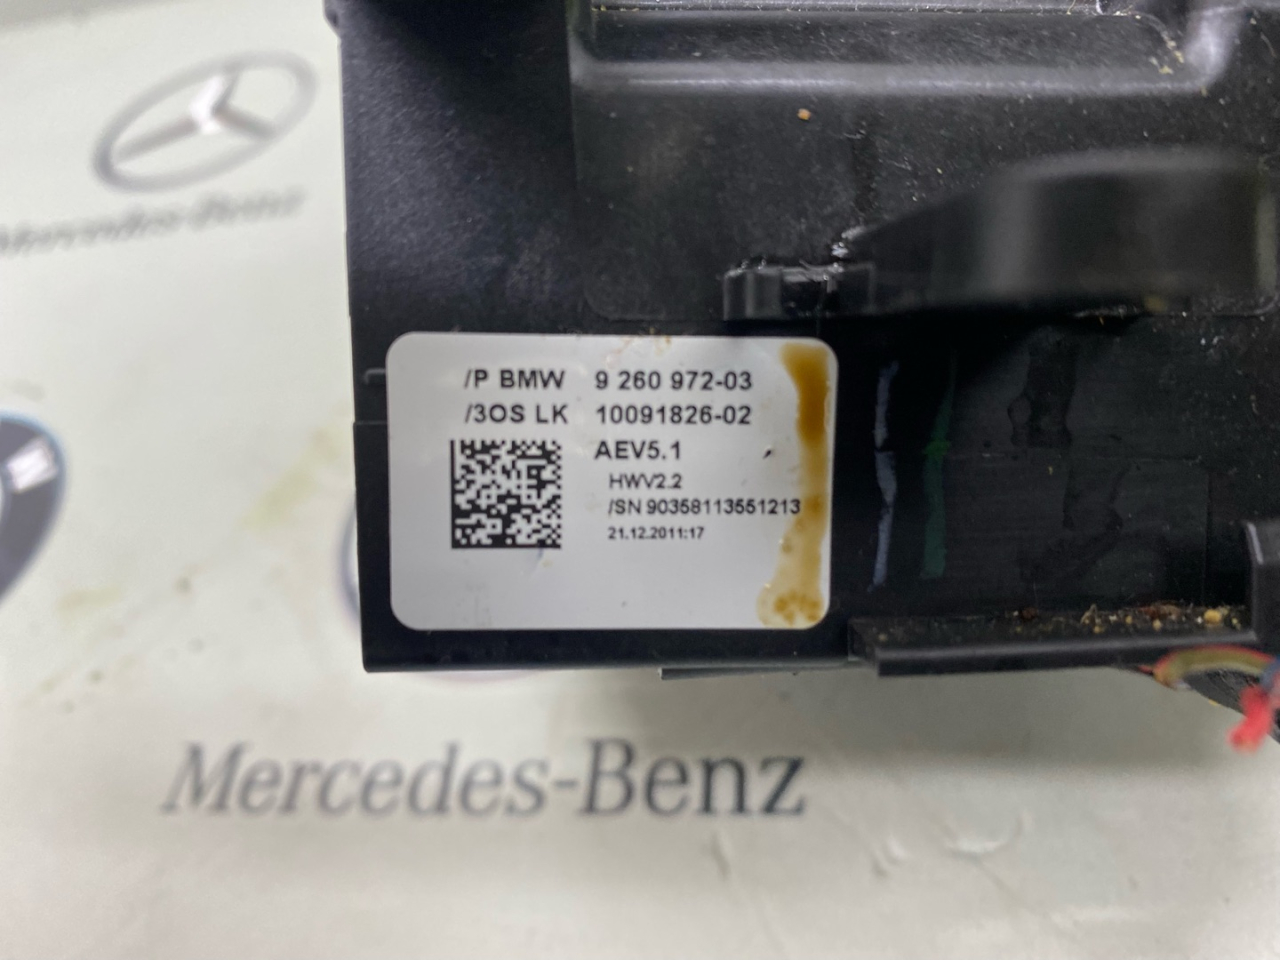 Mercedes-Benz
/P BMW 9 260 972-03
/3OS LK 10091826-02
AEV5.1
HWV2.2
/SN 90358113551213
21.12.2011:17
Mercedes-Benz